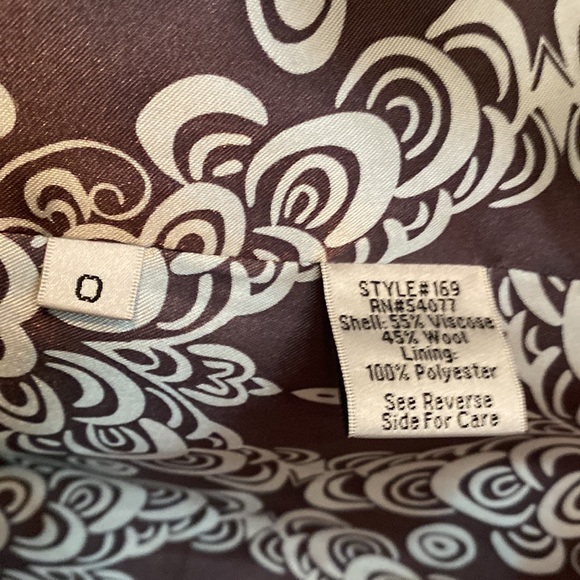 0
STYLE#169
RN#54077
Shell: 55% Viscose
45% Wool
Lining:
100% Polyester
See Reverse
Side For Care